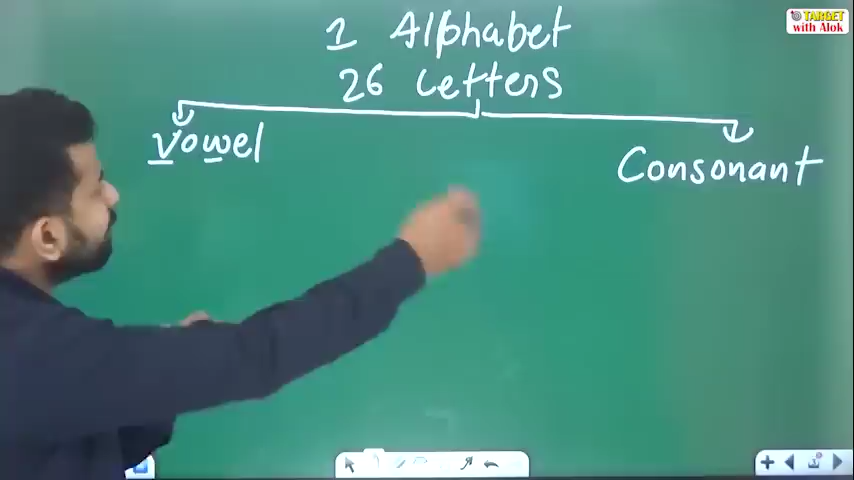 1 Alphabet
26 Letters
Vowel
Consonant
TARGET
with Alok